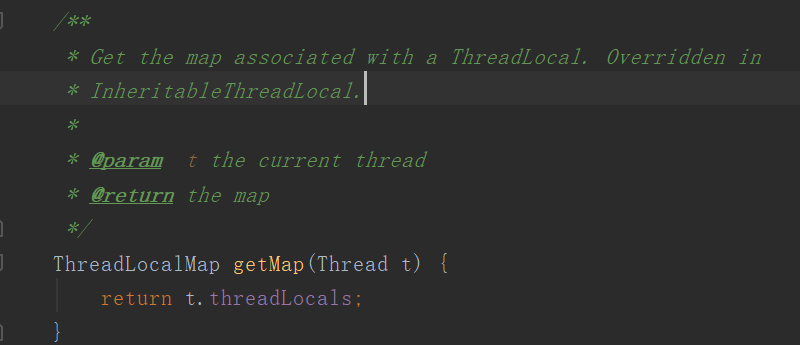 /**
 * Get the map associated with a ThreadLocal. Overridden in
 * InheritableThreadLocal.
 *
 * @param  t the current thread
 * @return the map
 */
ThreadLocalMap getMap(Thread t) {
    return t.threadLocals;
}